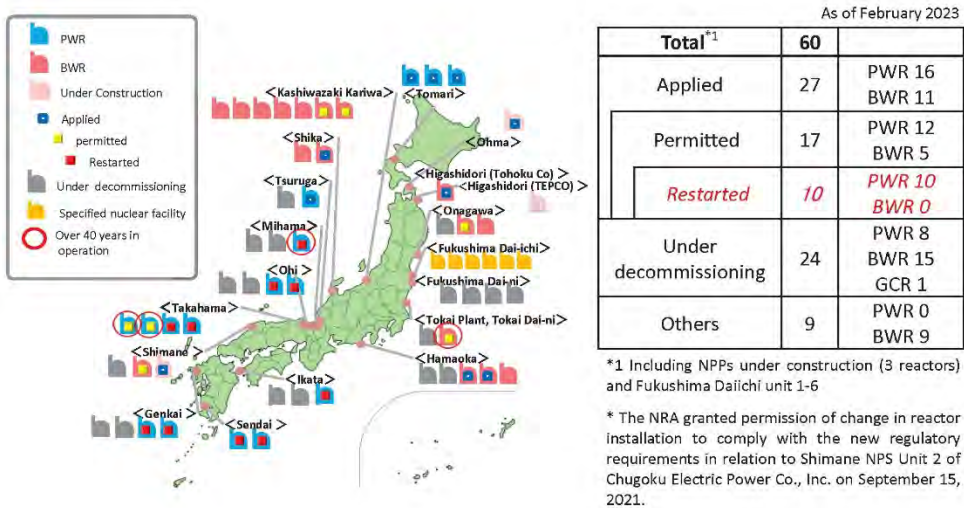 PWR
BWR
Under Construction
Applied
permitted
Restarted
Under decommissioning
Specified nuclear facility
Over 40 years in
operation
<Kashiwazaki Kariwa>
<Tomari>
<Shika>
<Ohma>
<Tsuruga>
<Higashidori (Tohoku Co) >
<Higashidori (TEPCO) >
<Mihama>
<Onagawa>
<Ohi>
<Fukushima Dai-ichi>
<Fukushima Dai-ni>
<Takahama>
<Tokai Plant, Tokai Dai-ni>
<Shimane>
<Hamaoka>
<Ikata>
<Genkai>
<Sendai>
As of February 2023
Total*1 60
Applied 27 PWR 16
BWR 11
Permitted 17 PWR 12
BWR 5
Restarted 10 PWR 10
BWR 0
Under
decommissioning 24 PWR 8
BWR 15
GCR 1
Others 9 PWR 0
BWR 9
*1 Including NPPs under construction (3 reactors)
and Fukushima Daiichi unit 1-6
* The NRA granted permission of change in reactor
installation to comply with the new regulatory
requirements in relation to Shimane NPS Unit 2 of
Chugoku Electric Power Co., Inc. on September 15,
2021.